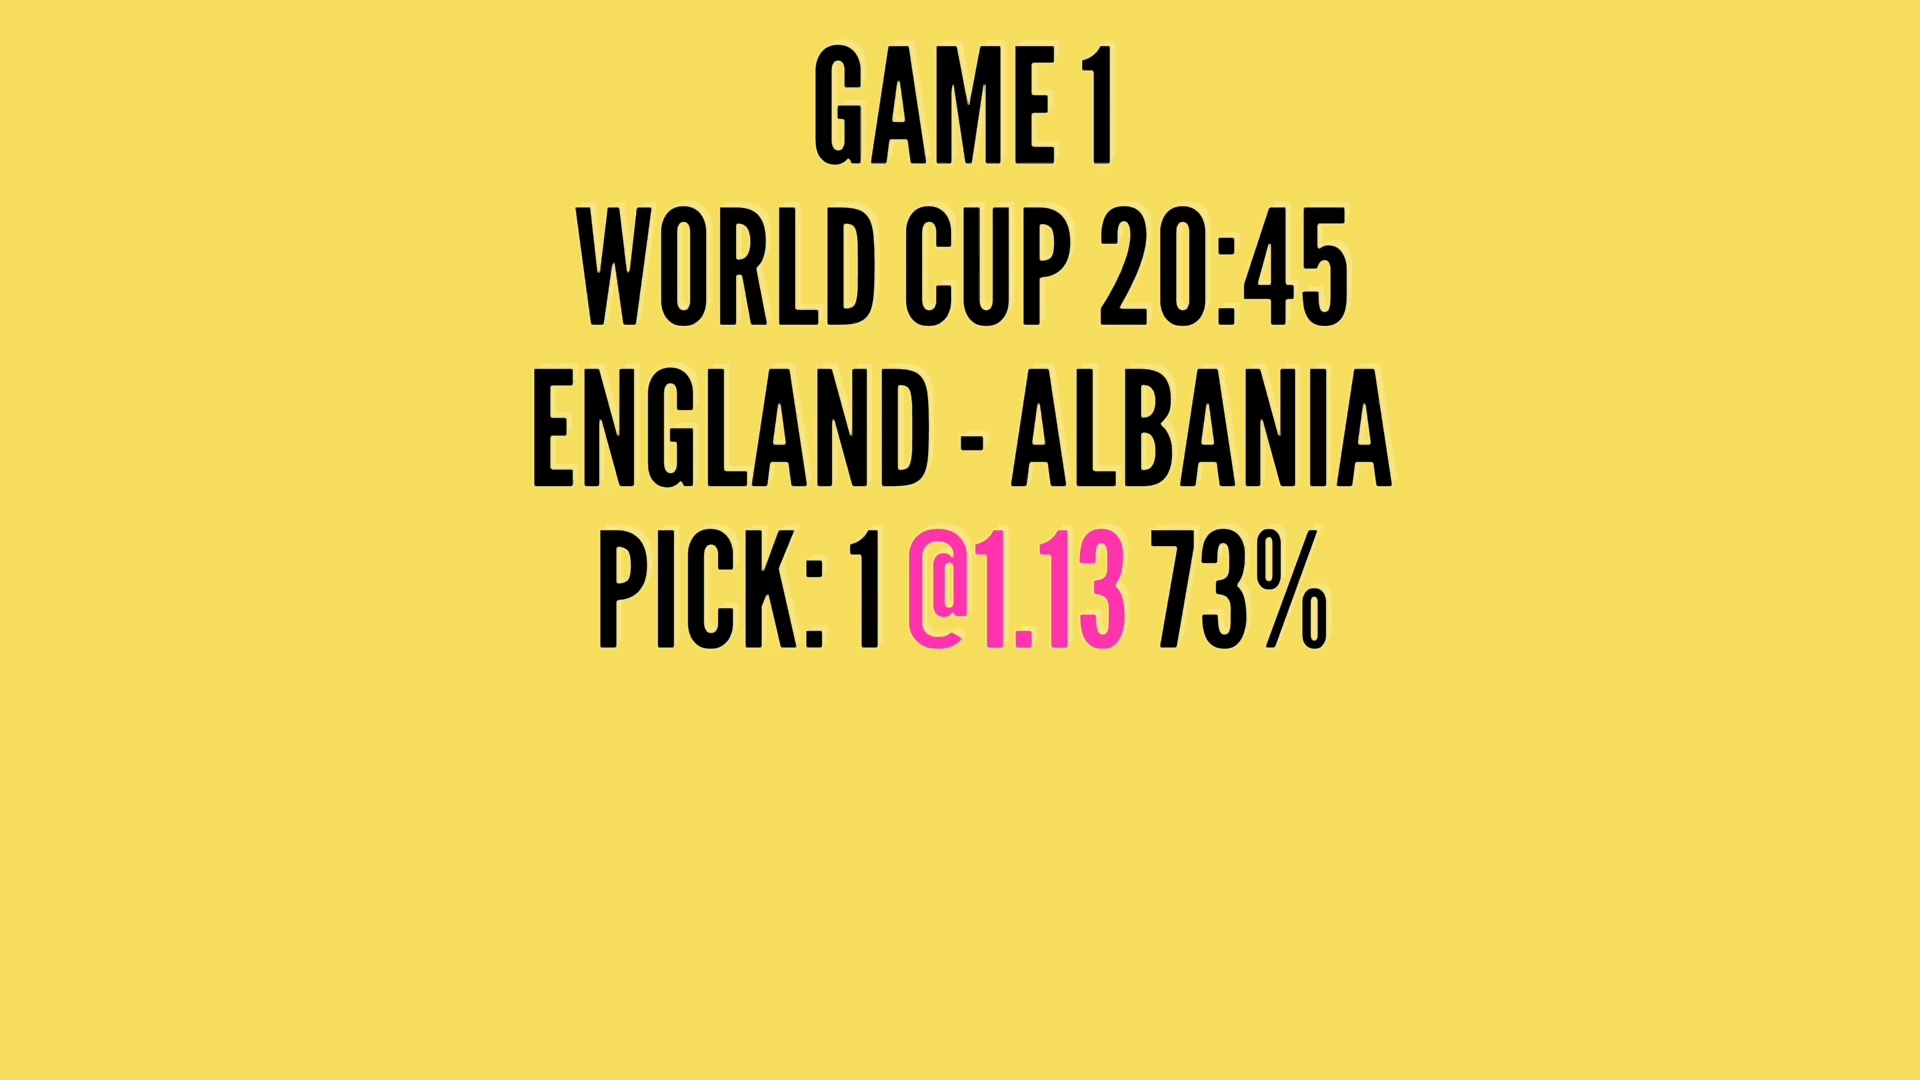 GAME 1
WORLD CUP 20:45
ENGLAND - ALBANIA
PICK: 1 @1.13 73%